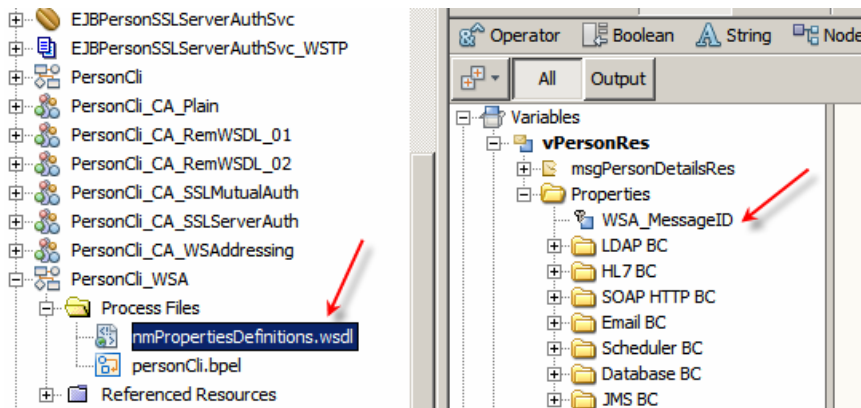 EJBPersonSSLServerAuthSvc
EJBPersonSSLServerAuthSvc_WSTP
PersonCli
PersonCli_CA_Plain
PersonCli_CA_RemWSDL_01
PersonCli_CA_RemWSDL_02
PersonCli_CA_SSLMutualAuth
PersonCli_CA_SSLServerAuth
PersonCli_CA_WSAddressing
PersonCli_WSA
Process Files
nmPropertiesDefinitions.wsdl
personCli.bpel
Referenced Resources
Operator Boolean String Node
All Output
Variables
vPersonRes
msgPersonDetailsRes
Properties
WSA_MessageID
LDAP BC
HL7 BC
SOAP HTTP BC
Email BC
Scheduler BC
Database BC
JMS BC